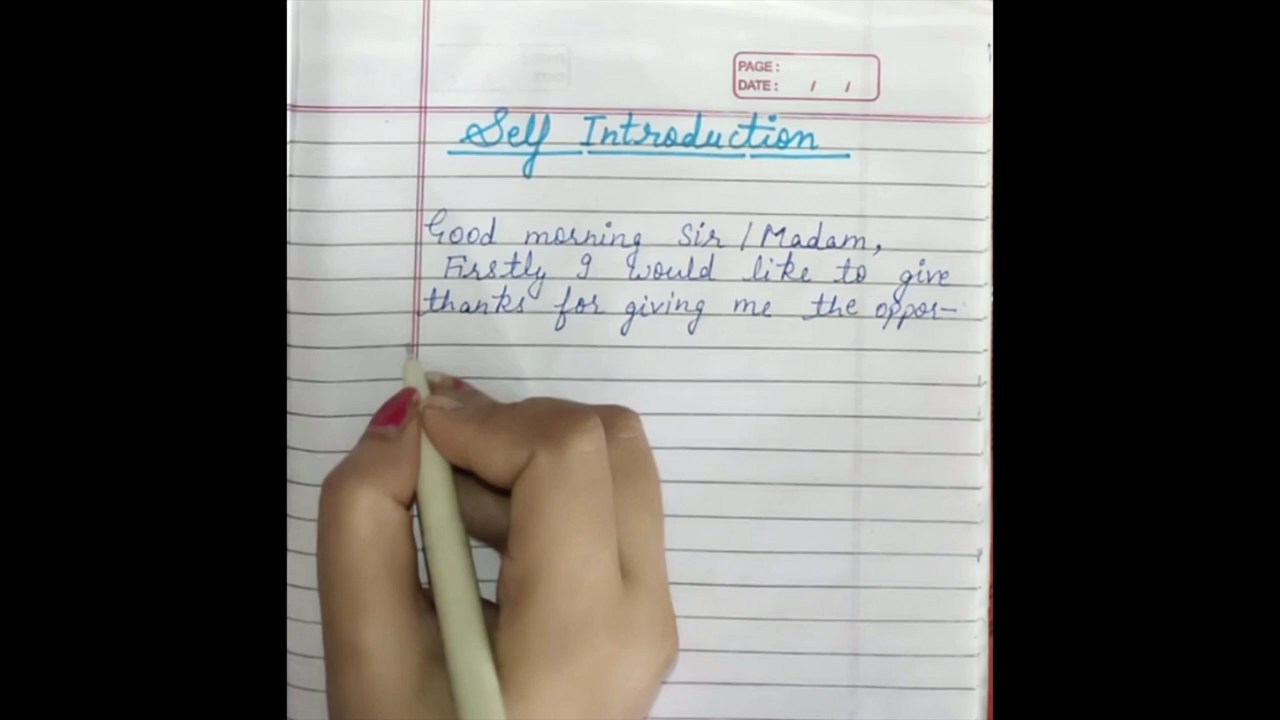 PAGE :
DATE : / /
Self Introduction
Good morning Sir / Madam,
Firstly I would like to give
thanks for giving me the oppor-